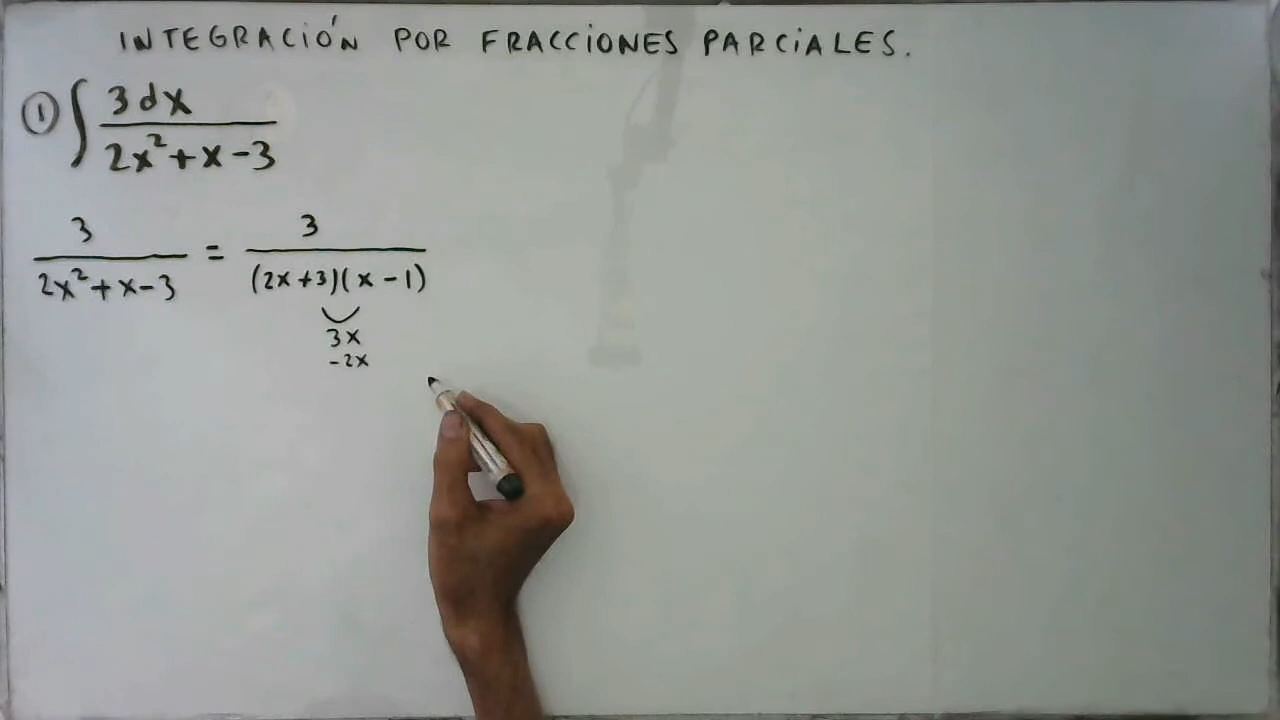 INTEGRACIÓN POR FRACCIONES PARCIALES.
① ∫ 3dx / 2x²+x-3
3 / 2x²+x-3 = 3 / (2x+3)(x-1)
3x
-2x